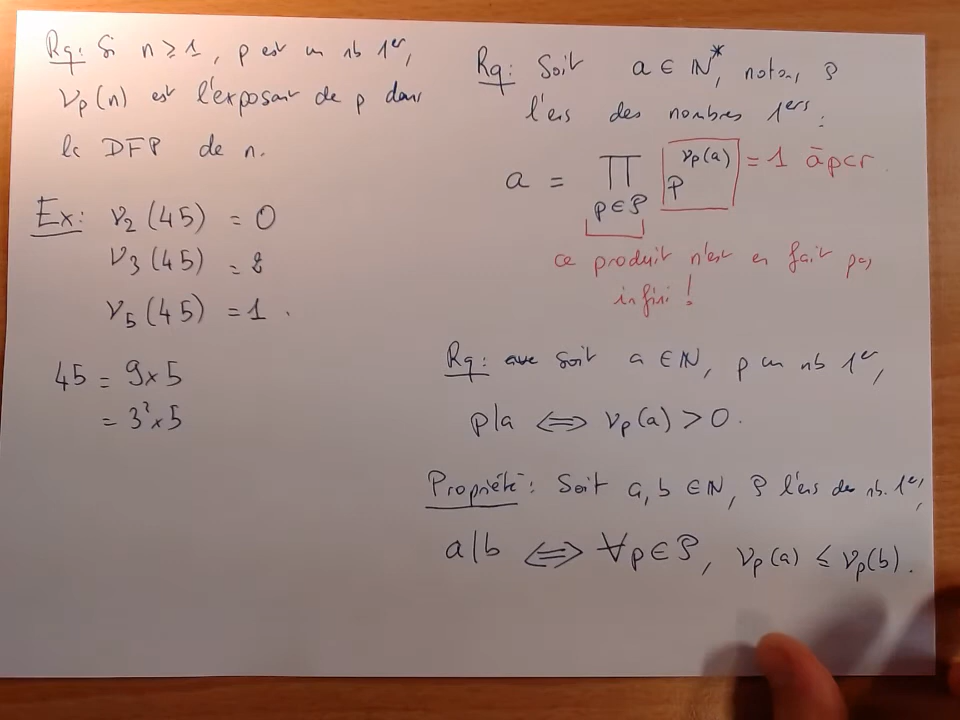 Rq: Si n ≥ 1, p est un nb 1er,
νp(n) est l'exposant de p dans
la DFP de n.
Ex: ν2(45) = 0
ν3(45) = 2
ν5(45) = 1.
45 = 9×5
= 3²×5
Rq: Soit a ∈ ℕ*, notons 𝒫
l'ens des nombres 1ers:
a = ∏ p∈𝒫 p^νp(a) = 1 àpcr.
ce produit n'est en fait pas
infini!
Rq: soit a ∈ ℕ, p un nb 1er,
p|a ⟺ νp(a) > 0.
Propriété: Soit a, b ∈ ℕ, 𝒫 l'ens des nb. 1er,
a|b ⟺ ∀p ∈ 𝒫, νp(a) ≤ νp(b).